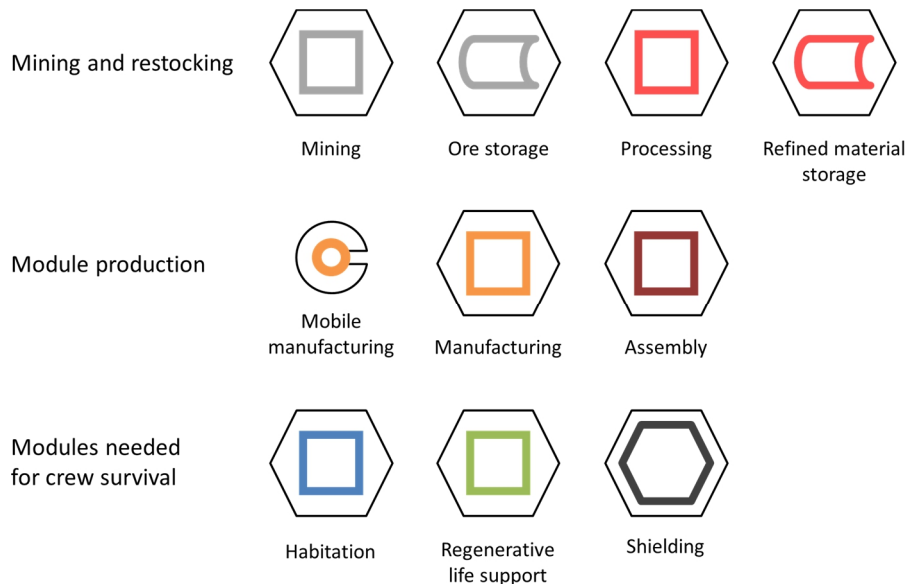 Mining and restocking
Mining
Ore storage
Processing
Refined material
storage
Module production
Mobile
manufacturing
Manufacturing
Assembly
Modules needed
for crew survival
Habitation
Regenerative
life support
Shielding